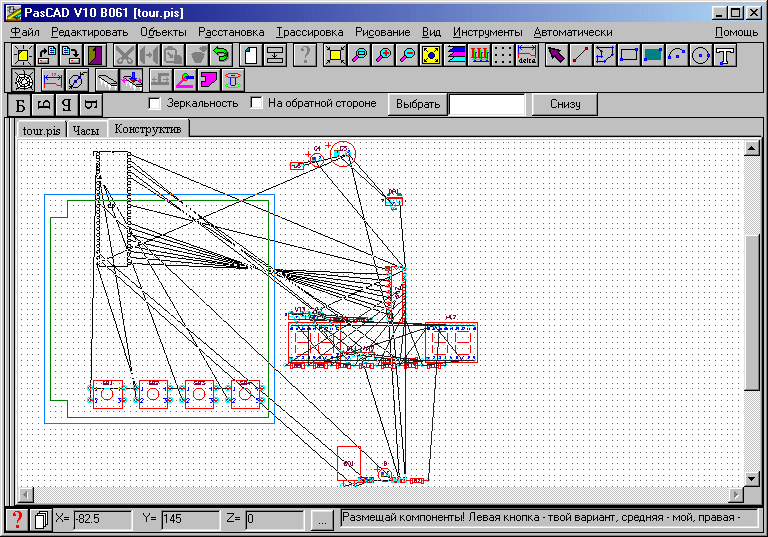 PasCAD V10 B061 [tour.pis]
Файл Редактировать Объекты Расстановка Трассировка Рисование Вид Инструменты Автоматически Помощь
delta
Б Я
Зеркальность На обратной стороне Выбрать Снизу
tour.pis Часы Конструктив
X= -82.5 Y= 145 Z= 0 ... Размещай компоненты! Левая кнопка - твой вариант, средняя - мой, правая -